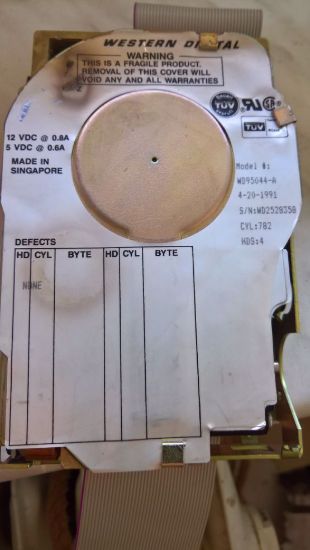 WESTERN DIGITAL
WARNING
THIS IS A FRAGILE PRODUCT.
REMOVAL OF THIS COVER WILL
VOID ANY AND ALL WARRANTIES
TUV
TUV
12 VDC @ 0.8A
5 VDC @ 0.6A
MADE IN
SINGAPORE
Model #:
WD95044-A
4-20-1991
CYL:782
HDS:4
DEFECTS
HD CYL BYTE HD CYL BYTE
NONE